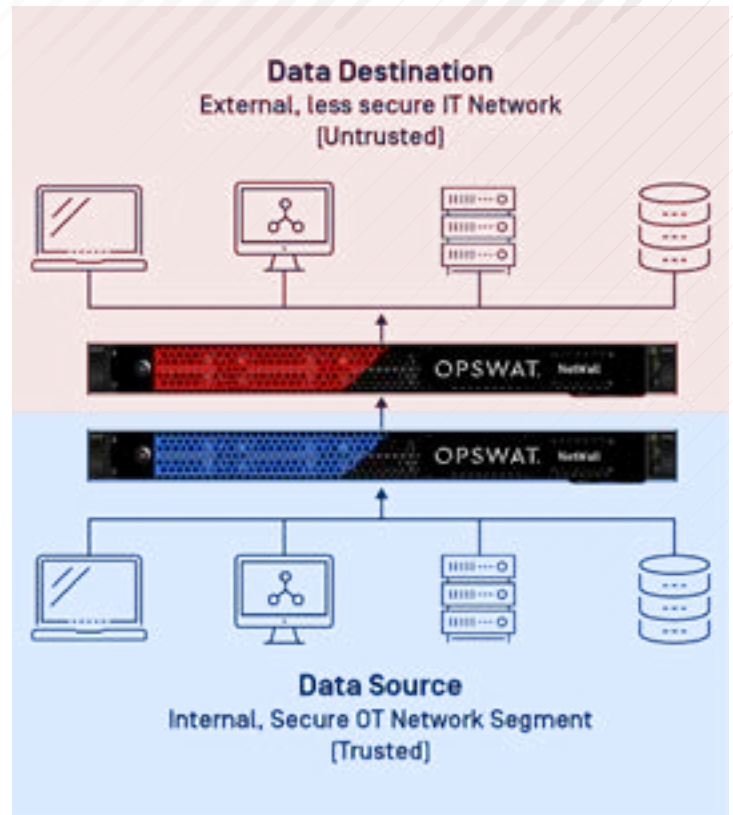 Data Destination
External, less secure IT Network
[Untrusted]
OPSWAT. NetWall
OPSWAT. NetWall
Data Source
Internal, Secure OT Network Segment
[Trusted]